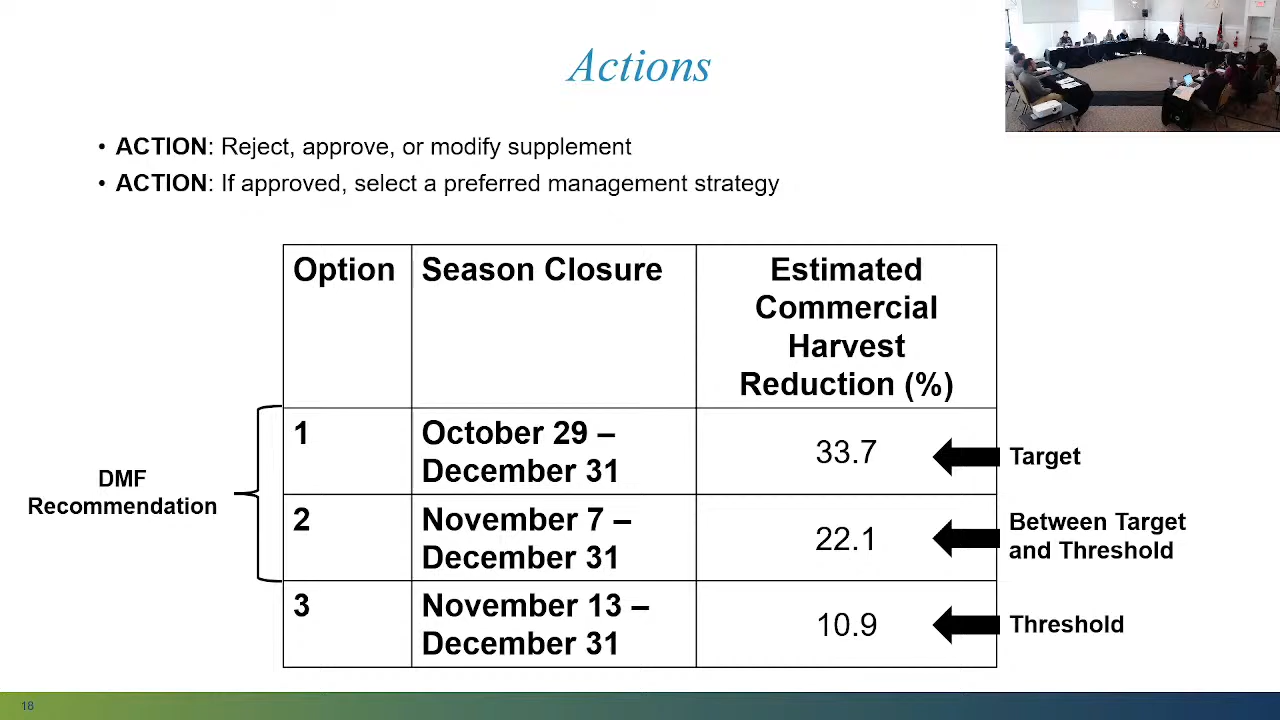 Actions
• ACTION: Reject, approve, or modify supplement
• ACTION: If approved, select a preferred management strategy
Option
Season Closure
Estimated
Commercial
Harvest
Reduction (%)
DMF
Recommendation
1
October 29 –
December 31
33.7
Target
2
November 7 –
December 31
22.1
Between Target
and Threshold
3
November 13 –
December 31
10.9
Threshold
18